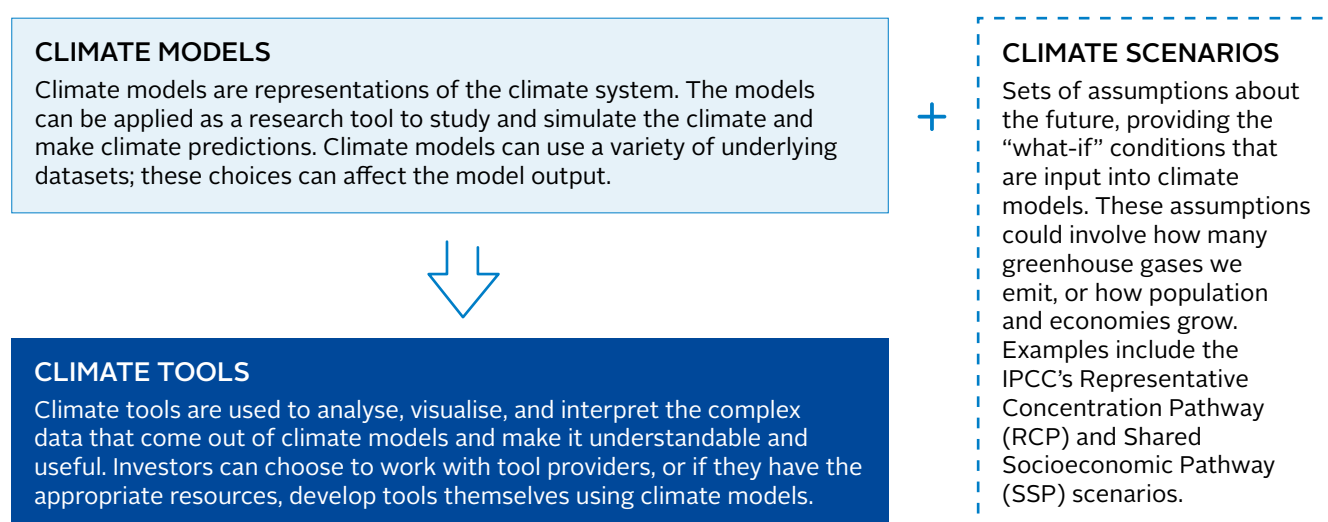 CLIMATE MODELS
Climate models are representations of the climate system. The models
can be applied as a research tool to study and simulate the climate and
make climate predictions. Climate models can use a variety of underlying
datasets; these choices can affect the model output.
+
CLIMATE SCENARIOS
Sets of assumptions about
the future, providing the
“what-if” conditions that
are input into climate
models. These assumptions
could involve how many
greenhouse gases we
emit, or how population
and economies grow.
Examples include the
IPCC’s Representative
Concentration Pathway
(RCP) and Shared
Socioeconomic Pathway
(SSP) scenarios.
CLIMATE TOOLS
Climate tools are used to analyse, visualise, and interpret the complex
data that come out of climate models and make it understandable and
useful. Investors can choose to work with tool providers, or if they have the
appropriate resources, develop tools themselves using climate models.